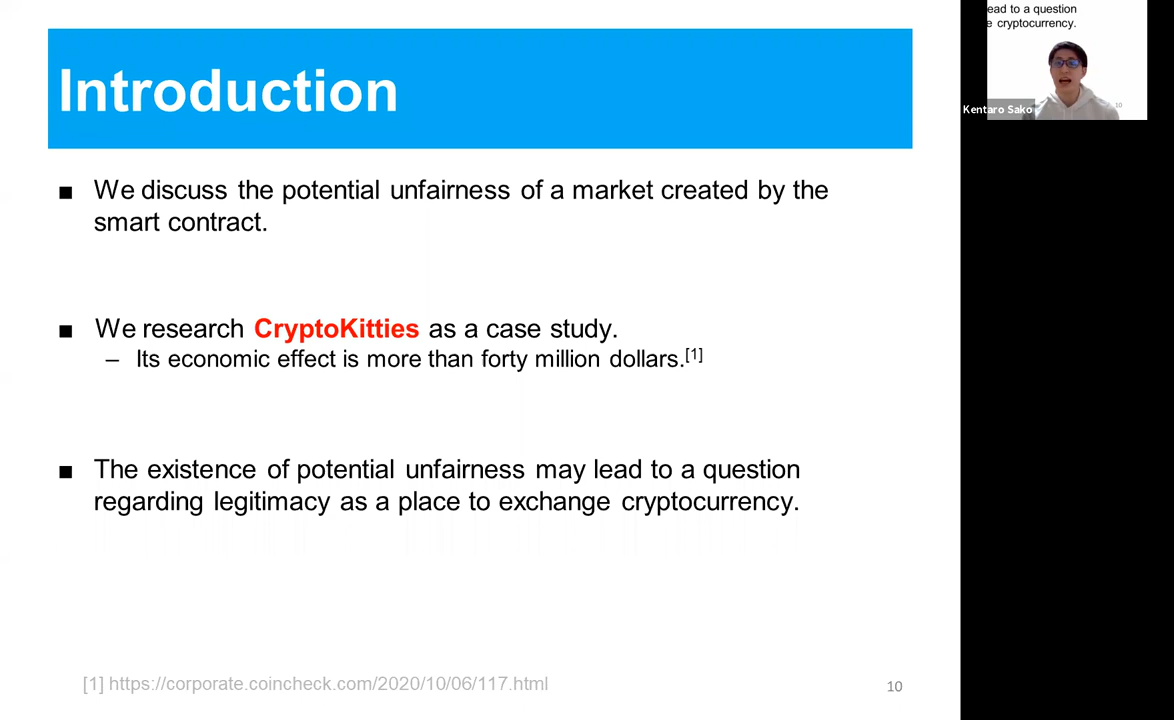 Introduction
■ We discuss the potential unfairness of a market created by the
smart contract.
■ We research CryptoKitties as a case study.
– Its economic effect is more than forty million dollars.[1]
■ The existence of potential unfairness may lead to a question
regarding legitimacy as a place to exchange cryptocurrency.
[1] https://corporate.coincheck.com/2020/10/06/117.html
10
ead to a question
e cryptocurrency.
10
Kentaro Sako